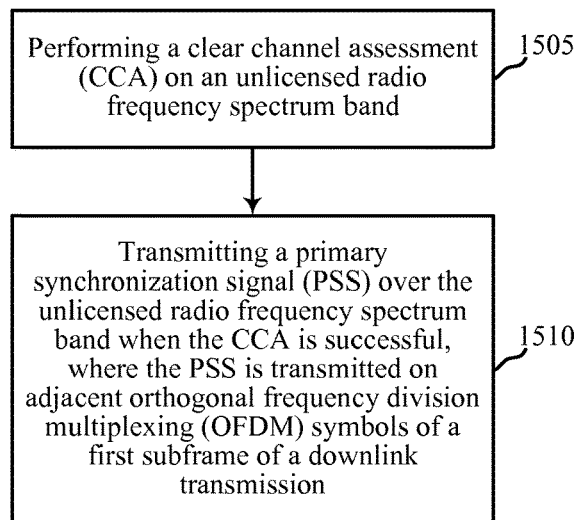 Performing a clear channel assessment
(CCA) on an unlicensed radio
frequency spectrum band
1505
Transmitting a primary
synchronization signal (PSS) over the
unlicensed radio frequency spectrum
band when the CCA is successful,
where the PSS is transmitted on
adjacent orthogonal frequency division
multiplexing (OFDM) symbols of a
first subframe of a downlink
transmission
1510